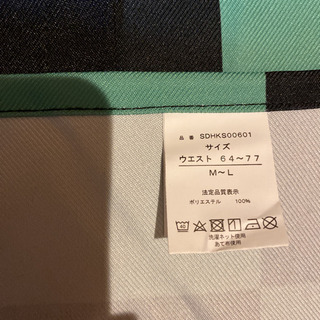 品番 SDHKS00601
サイズ
ウエスト 64～77
M～L
法定品質表示
ポリエステル 100%
洗濯ネット使用
あて布使用